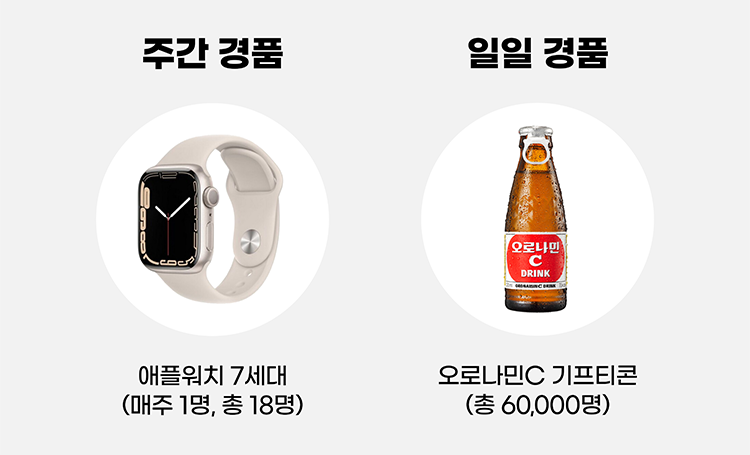 주간 경품
일일 경품
오로나민
C
DRINK
ORONAMIN C DRINK
애플워치 7세대
(매주 1명, 총 18명)
오로나민C 기프티콘
(총 60,000명)